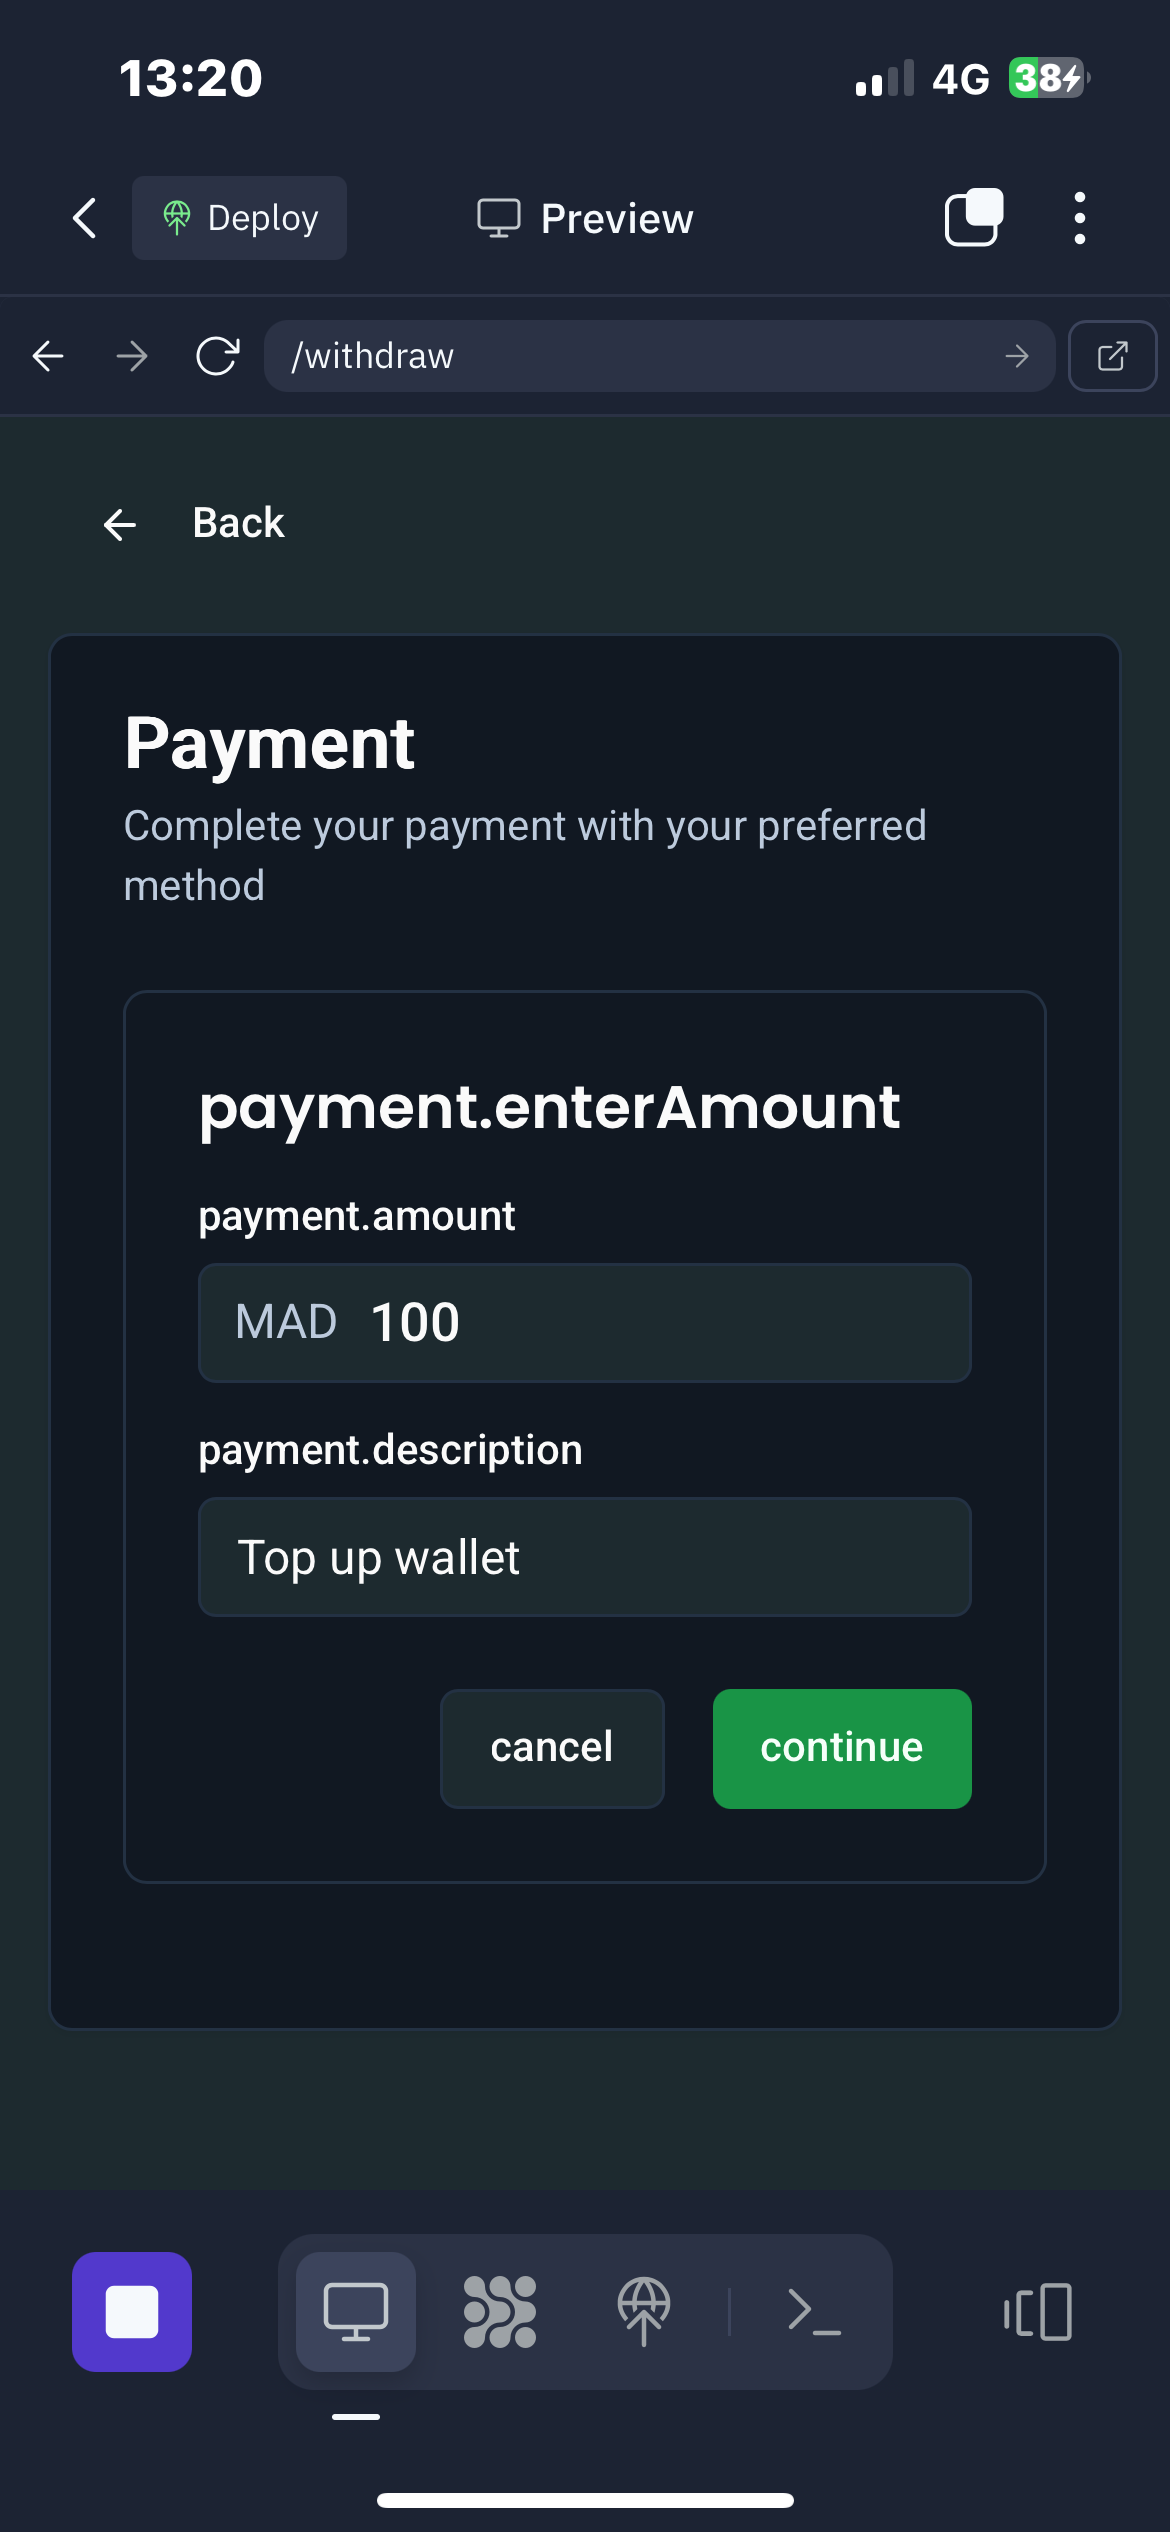 13:20
4G
38
Deploy
Preview
/withdraw
Back
Payment
Complete your payment with your preferred
method
payment.enterAmount
payment.amount
MAD 100
payment.description
Top up wallet
cancel
continue